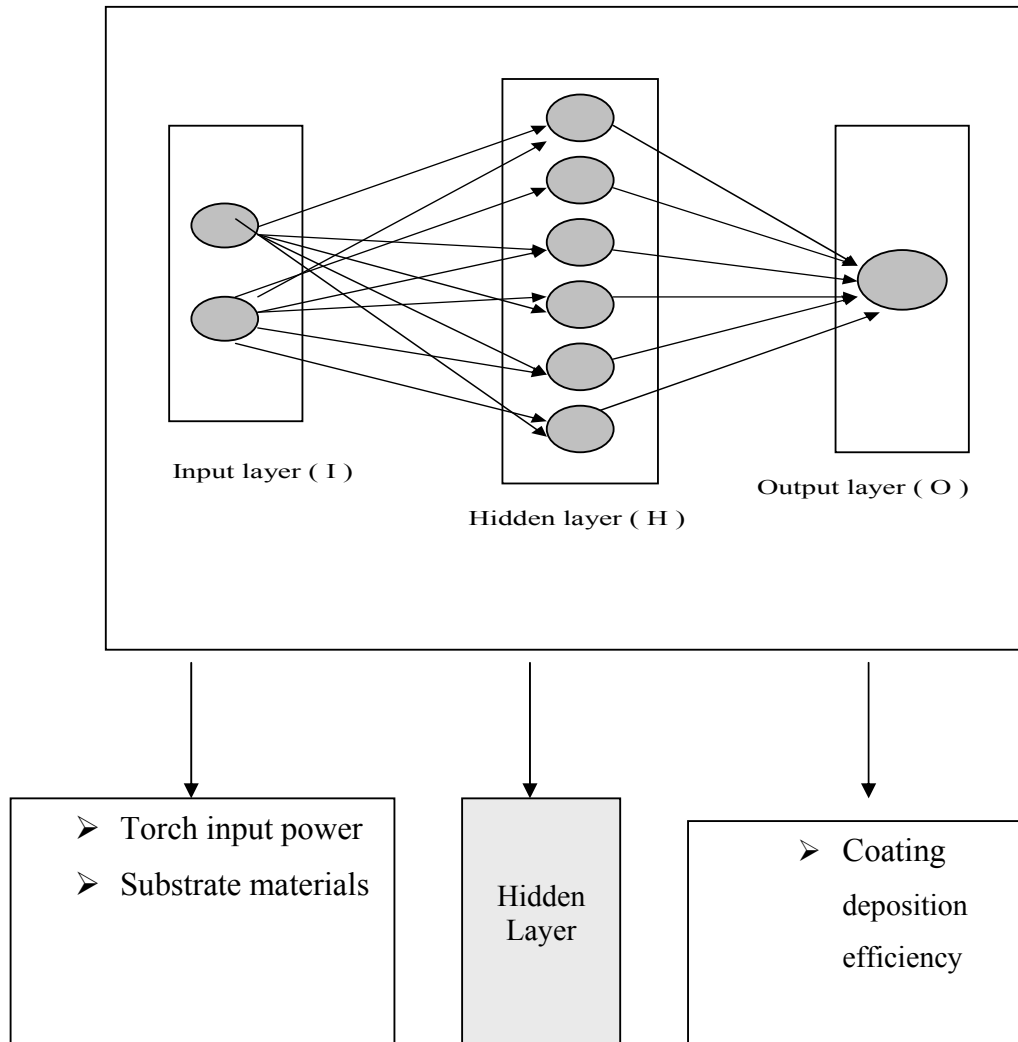 Input layer ( I )
Hidden layer ( H )
Output layer ( O )
➢ Torch input power
➢ Substrate materials
Hidden
Layer
➢ Coating
deposition
efficiency